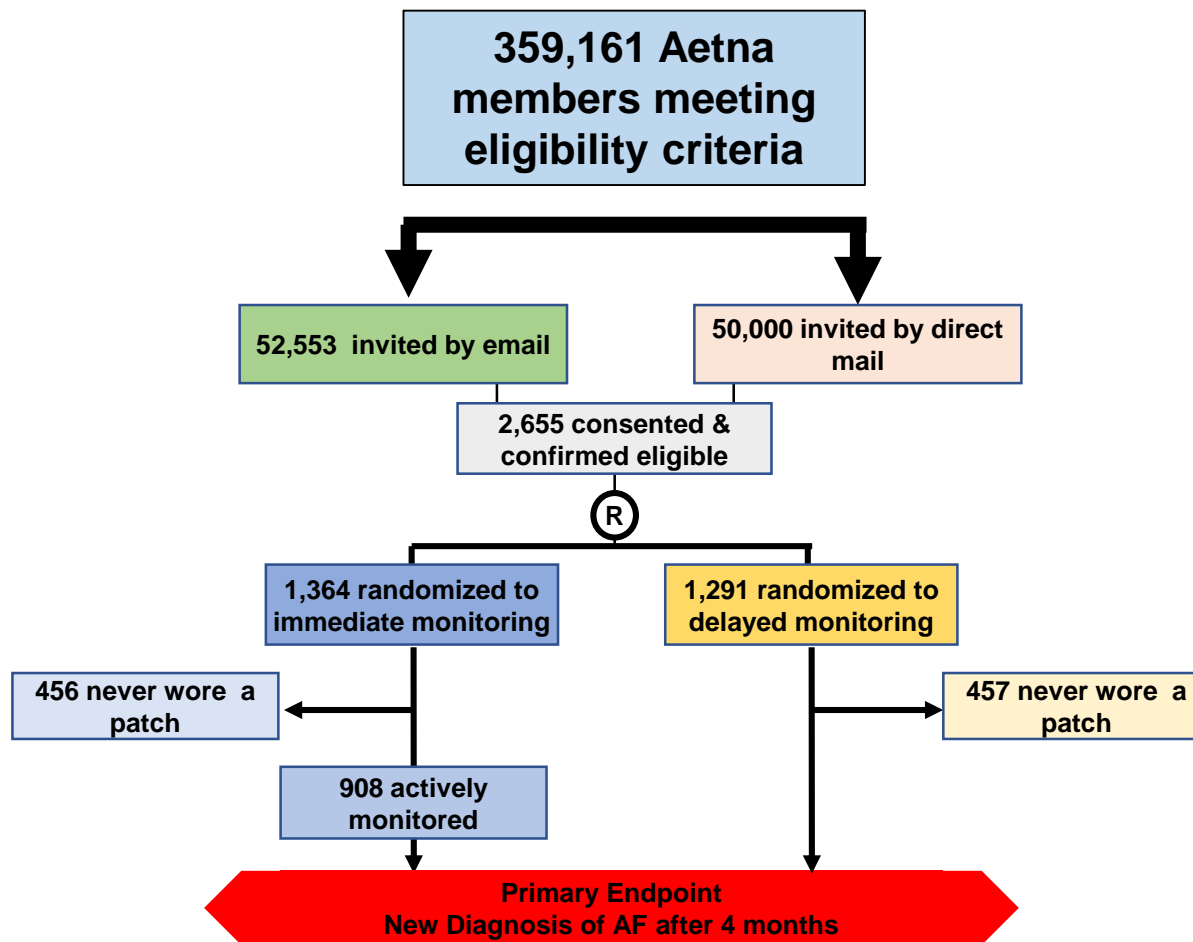 359,161 Aetna
members meeting
eligibility criteria
52,553 invited by email
50,000 invited by direct
mail
2,655 consented &
confirmed eligible
R
1,364 randomized to
immediate monitoring
1,291 randomized to
delayed monitoring
456 never wore a
patch
457 never wore a
patch
908 actively
monitored
Primary Endpoint
New Diagnosis of AF after 4 months